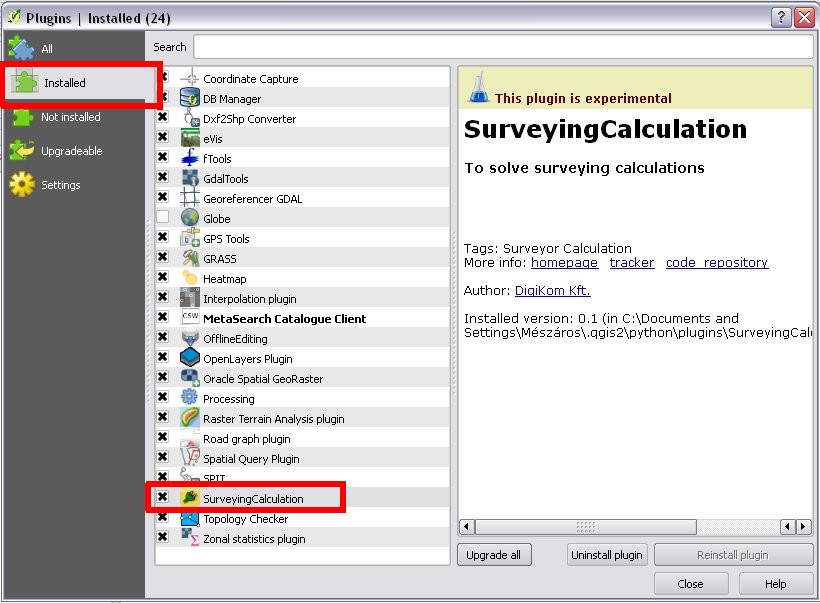 Plugins | Installed (24)
All
Installed
Not installed
Upgradeable
Settings
Search
Coordinate Capture
DB Manager
Dxf2Shp Converter
eVis
fTools
GdalTools
Georeferencer GDAL
Globe
GPS Tools
GRASS
Heatmap
Interpolation plugin
CSW MetaSearch Catalogue Client
OfflineEditing
OpenLayers Plugin
Oracle Spatial GeoRaster
Processing
Raster Terrain Analysis plugin
Road graph plugin
Spatial Query Plugin
SPIT
SurveyingCalculation
Topology Checker
Zonal statistics plugin
This plugin is experimental
SurveyingCalculation
To solve surveying calculations
Tags: Surveyor Calculation
More info: homepage tracker code_repository
Author: DigiKom Kft.
Installed version: 0.1 (in C:\Documents and
Settings\Mészáros\.qgis2\python\plugins\SurveyingCalc
Upgrade all
Uninstall plugin
Reinstall plugin
Close
Help